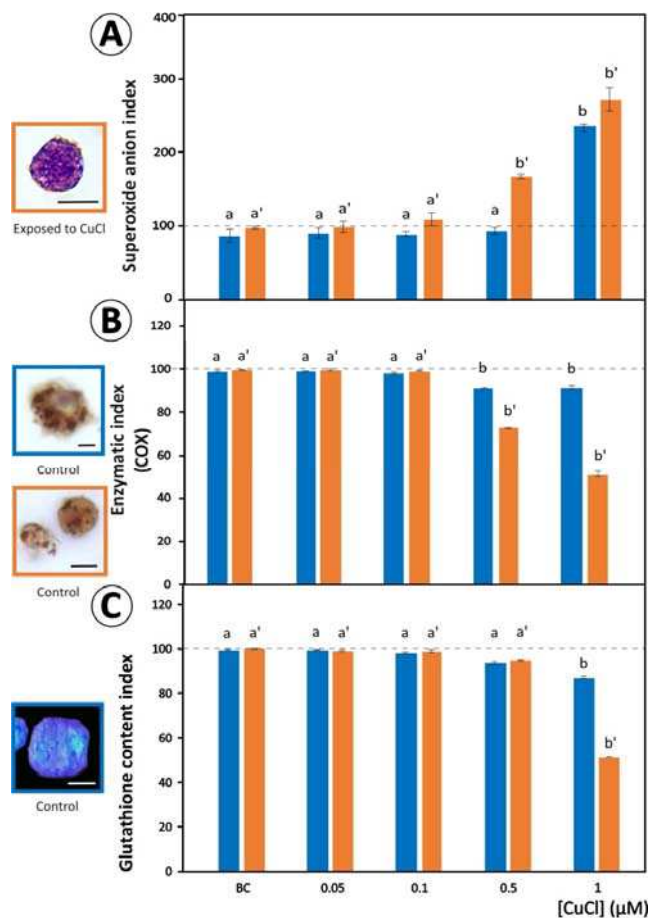 A
Superoxide anion index
400
300
200
100
0
a a' a a' a a' a b' b b'
Exposed to CuCl
B
Enzymatic index
(COX)
120
100
80
60
40
20
0
a a' a a' a a' b b' b b'
Control
Control
C
Glutathione content index
120
100
80
60
40
20
0
a a' a a' a a' a a' b b'
Control
BC 0.05 0.1 0.5 1
[CuCl] (µM)